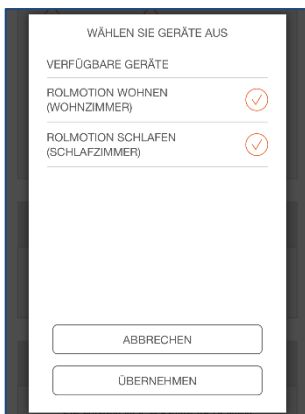 WÄHLEN SIE GERÄTE AUS
VERFÜGBARE GERÄTE
ROLMOTION WOHNEN
(WOHNZIMMER)
ROLMOTION SCHLAFEN
(SCHLAFZIMMER)
ABBRECHEN
ÜBERNEHMEN